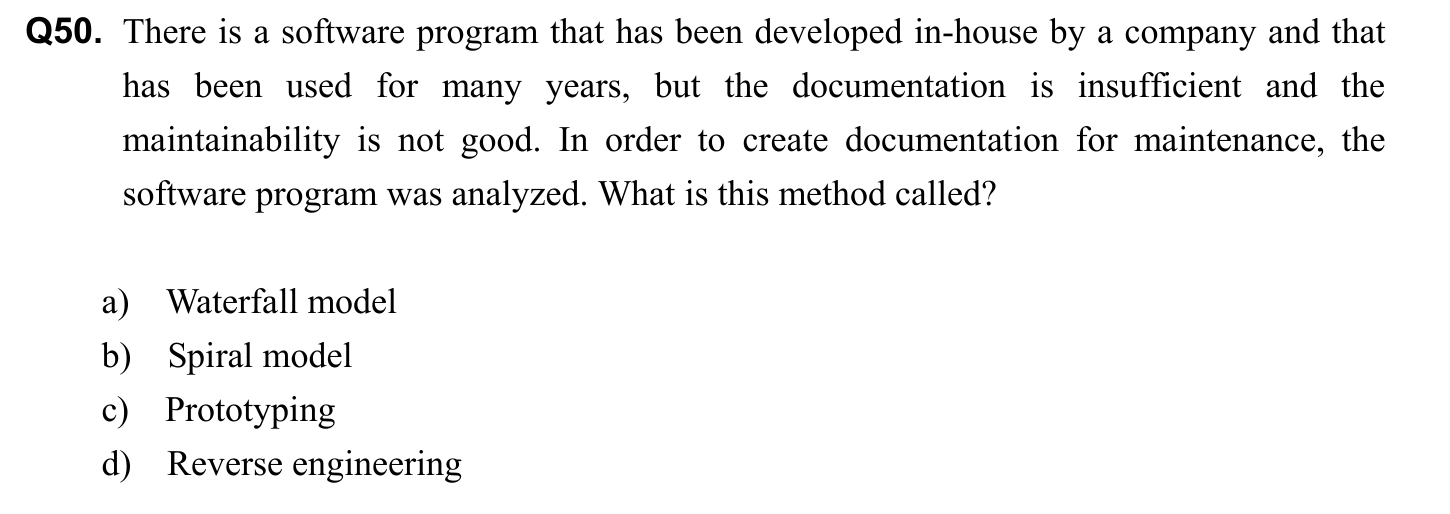 Q50. There is a software program that has been developed in-house by a company and that
has been used for many years, but the documentation is insufficient and the
maintainability is not good. In order to create documentation for maintenance, the
software program was analyzed. What is this method called?
a) Waterfall model
b) Spiral model
c) Prototyping
d) Reverse engineering